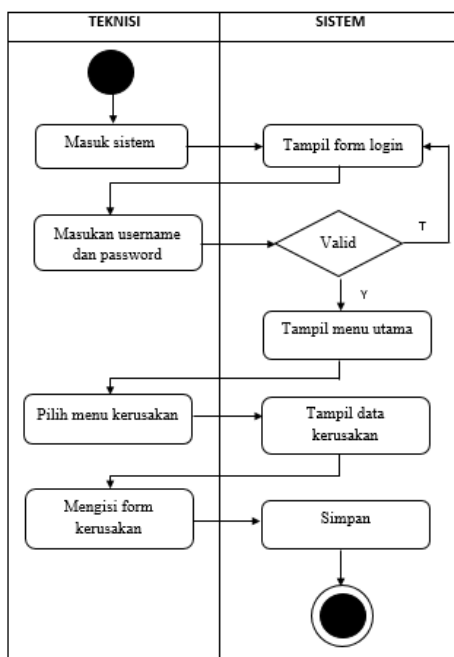 TEKNISI
SISTEM
Masuk sistem
Tampil form login
Masukan username
dan password
Valid
T
Y
Tampil menu utama
Pilih menu kerusakan
Tampil data
kerusakan
Mengisi form
kerusakan
Simpan